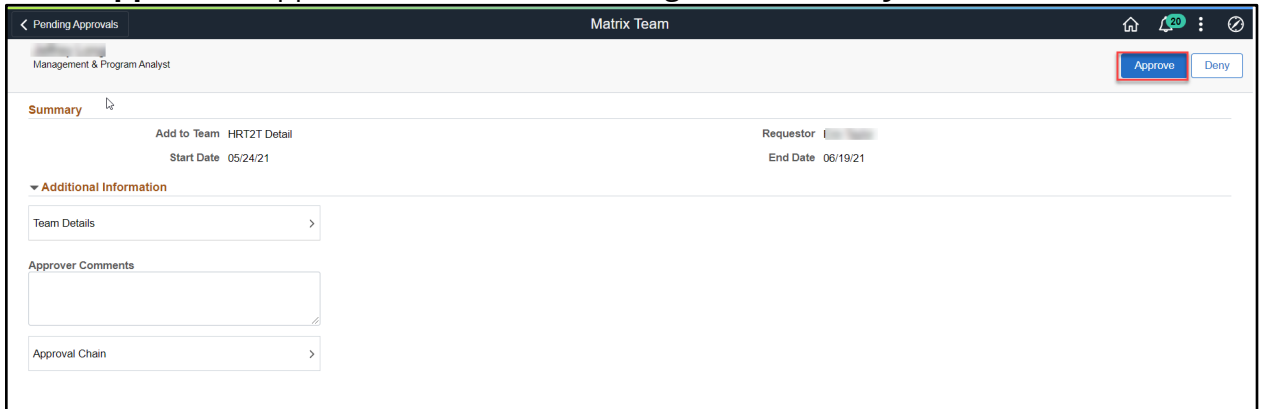 Pending Approvals
Matrix Team
20
Management & Program Analyst
Approve
Deny
Summary
Add to Team HRT2T Detail
Requestor
Start Date 05/24/21
End Date 06/19/21
Additional Information
Team Details
Approver Comments
Approval Chain